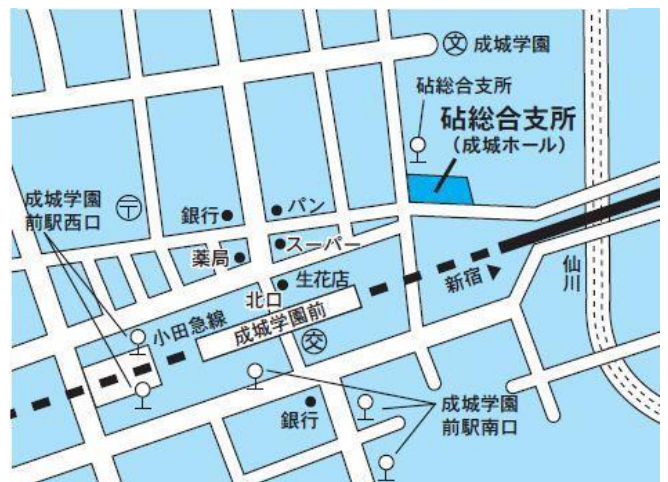 文 成城学園
砧総合支所
砧総合支所
（成城ホール）
成城学園
前駅西口
〒
銀行
パン
スーパー
薬局
生花店
北口
新宿
仙川
小田急線
成城学園前
交
銀行
成城学園
前駅南口